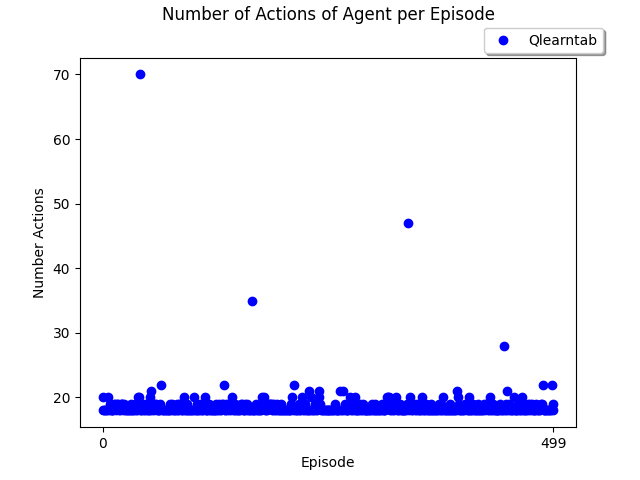 Number of Actions of Agent per Episode
Qlearntab
70
60
50
40
30
20
Number Actions
0 499
Episode